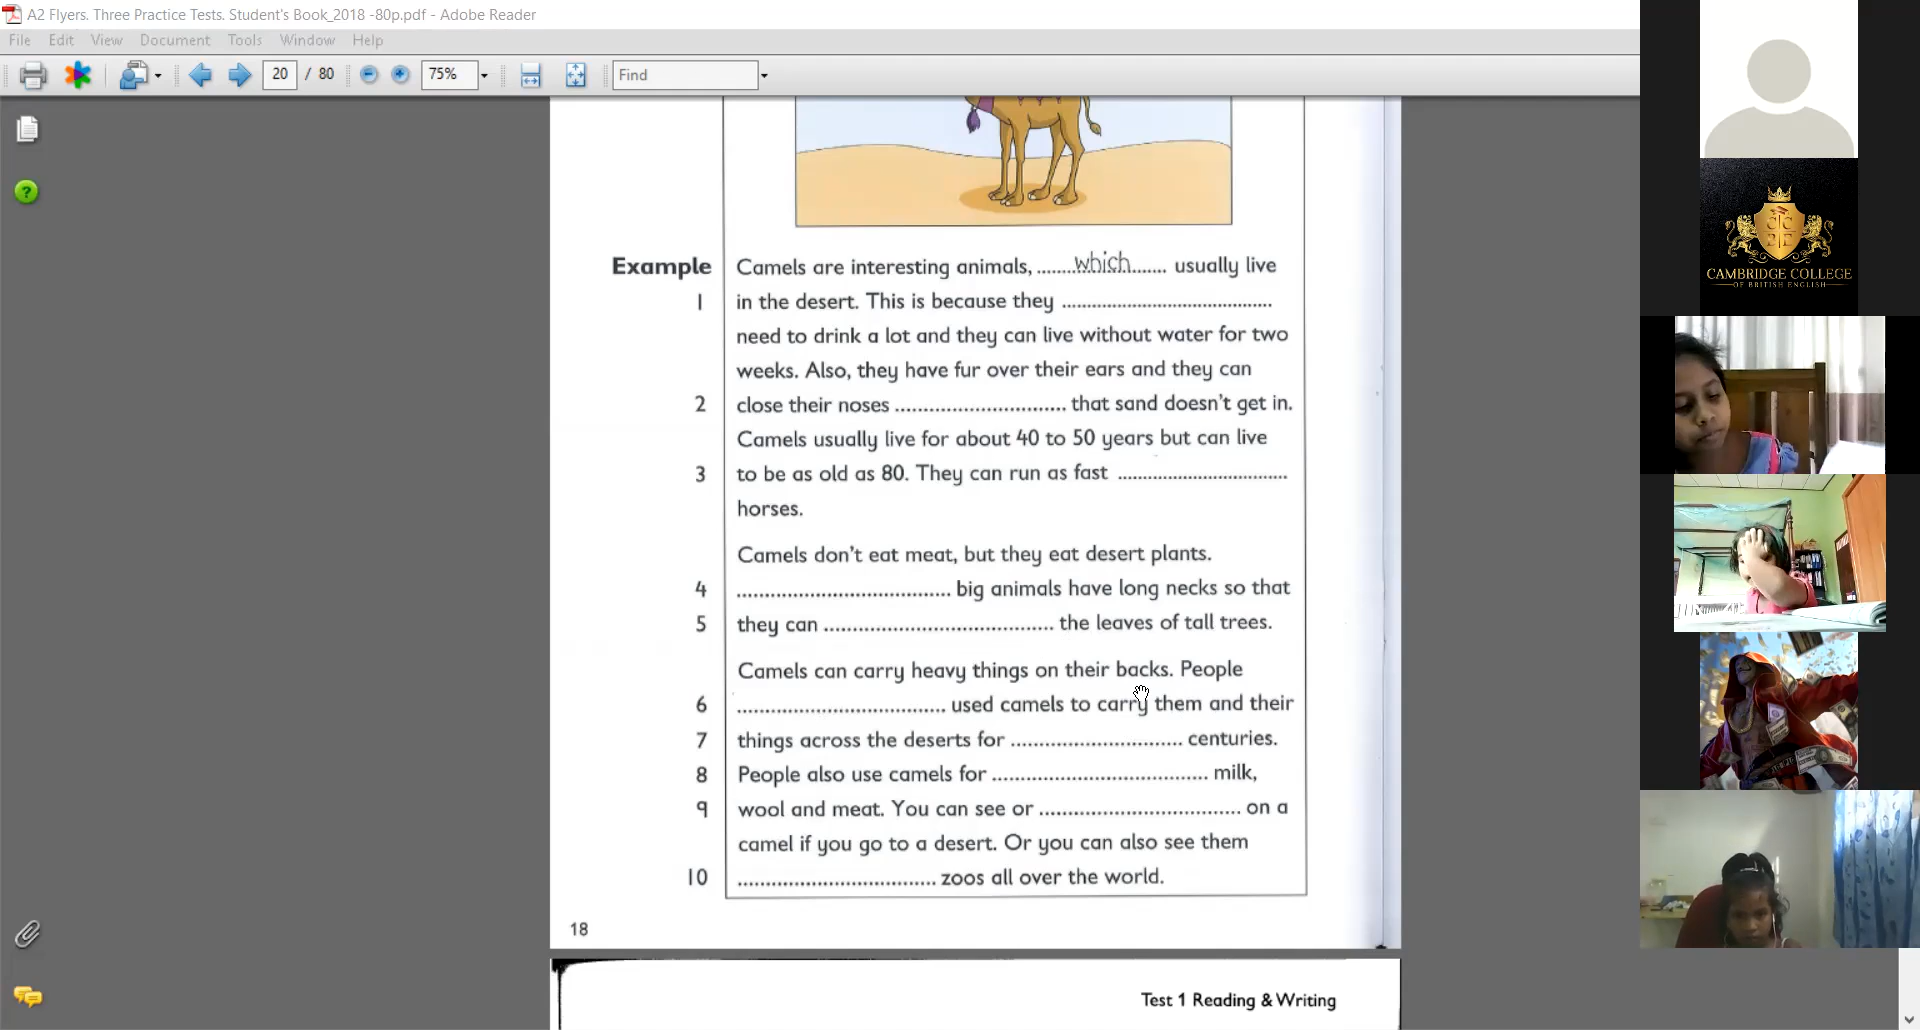 A2 Flyers. Three Practice Tests. Student's Book_2018 -80p.pdf - Adobe Reader
File Edit View Document Tools Window Help
20 / 80 75% Find
Example Camels are interesting animals, ..........which....... usually live
1 in the desert. This is because they ......................................
need to drink a lot and they can live without water for two
weeks. Also, they have fur over their ears and they can
2 close their noses .............................. that sand doesn't get in.
Camels usually live for about 40 to 50 years but can live
3 to be as old as 80. They can run as fast ..............................
horses.
Camels don't eat meat, but they eat desert plants.
4 ...................................... big animals have long necks so that
5 they can ........................................ the leaves of tall trees.
Camels can carry heavy things on their backs. People
6 ..................................... used camels to carry them and their
7 things across the deserts for .............................. centuries.
8 People also use camels for ...................................... milk,
9 wool and meat. You can see or .................................... on a
camel if you go to a desert. Or you can also see them
10 ................................... zoos all over the world.
18
Test 1 Reading & Writing
CAMBRIDGE COLLEGE
OF BRITISH ENGLISH